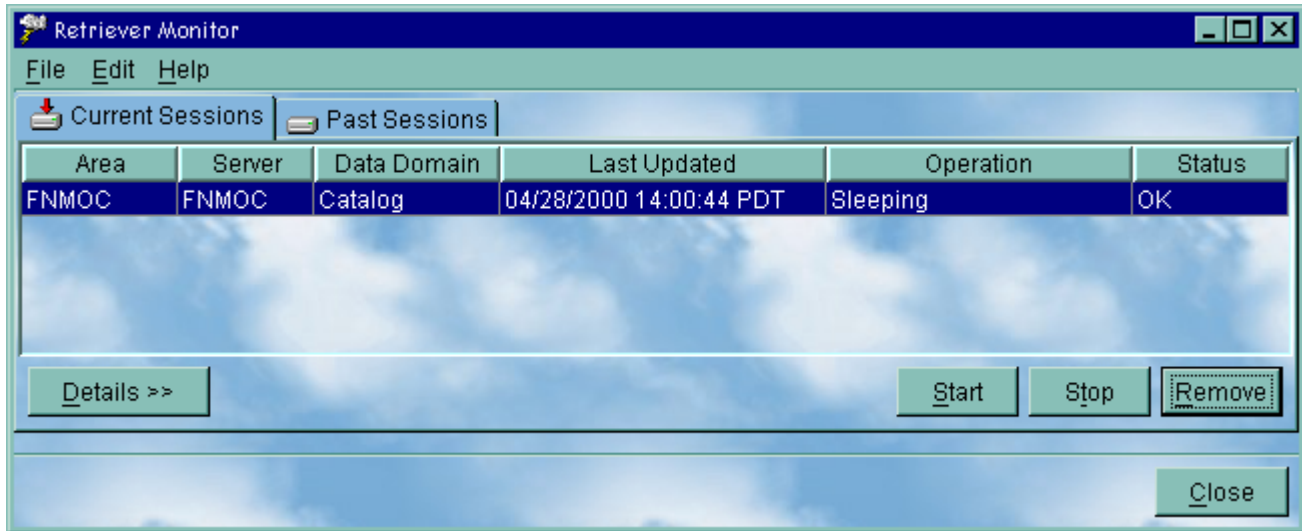 Retriever Monitor
File Edit Help
Current Sessions Past Sessions
Area Server Data Domain Last Updated Operation Status
FNMOC FNMOC Catalog 04/28/2000 14:00:44 PDT Sleeping OK
Details >> Start Stop Remove
Close